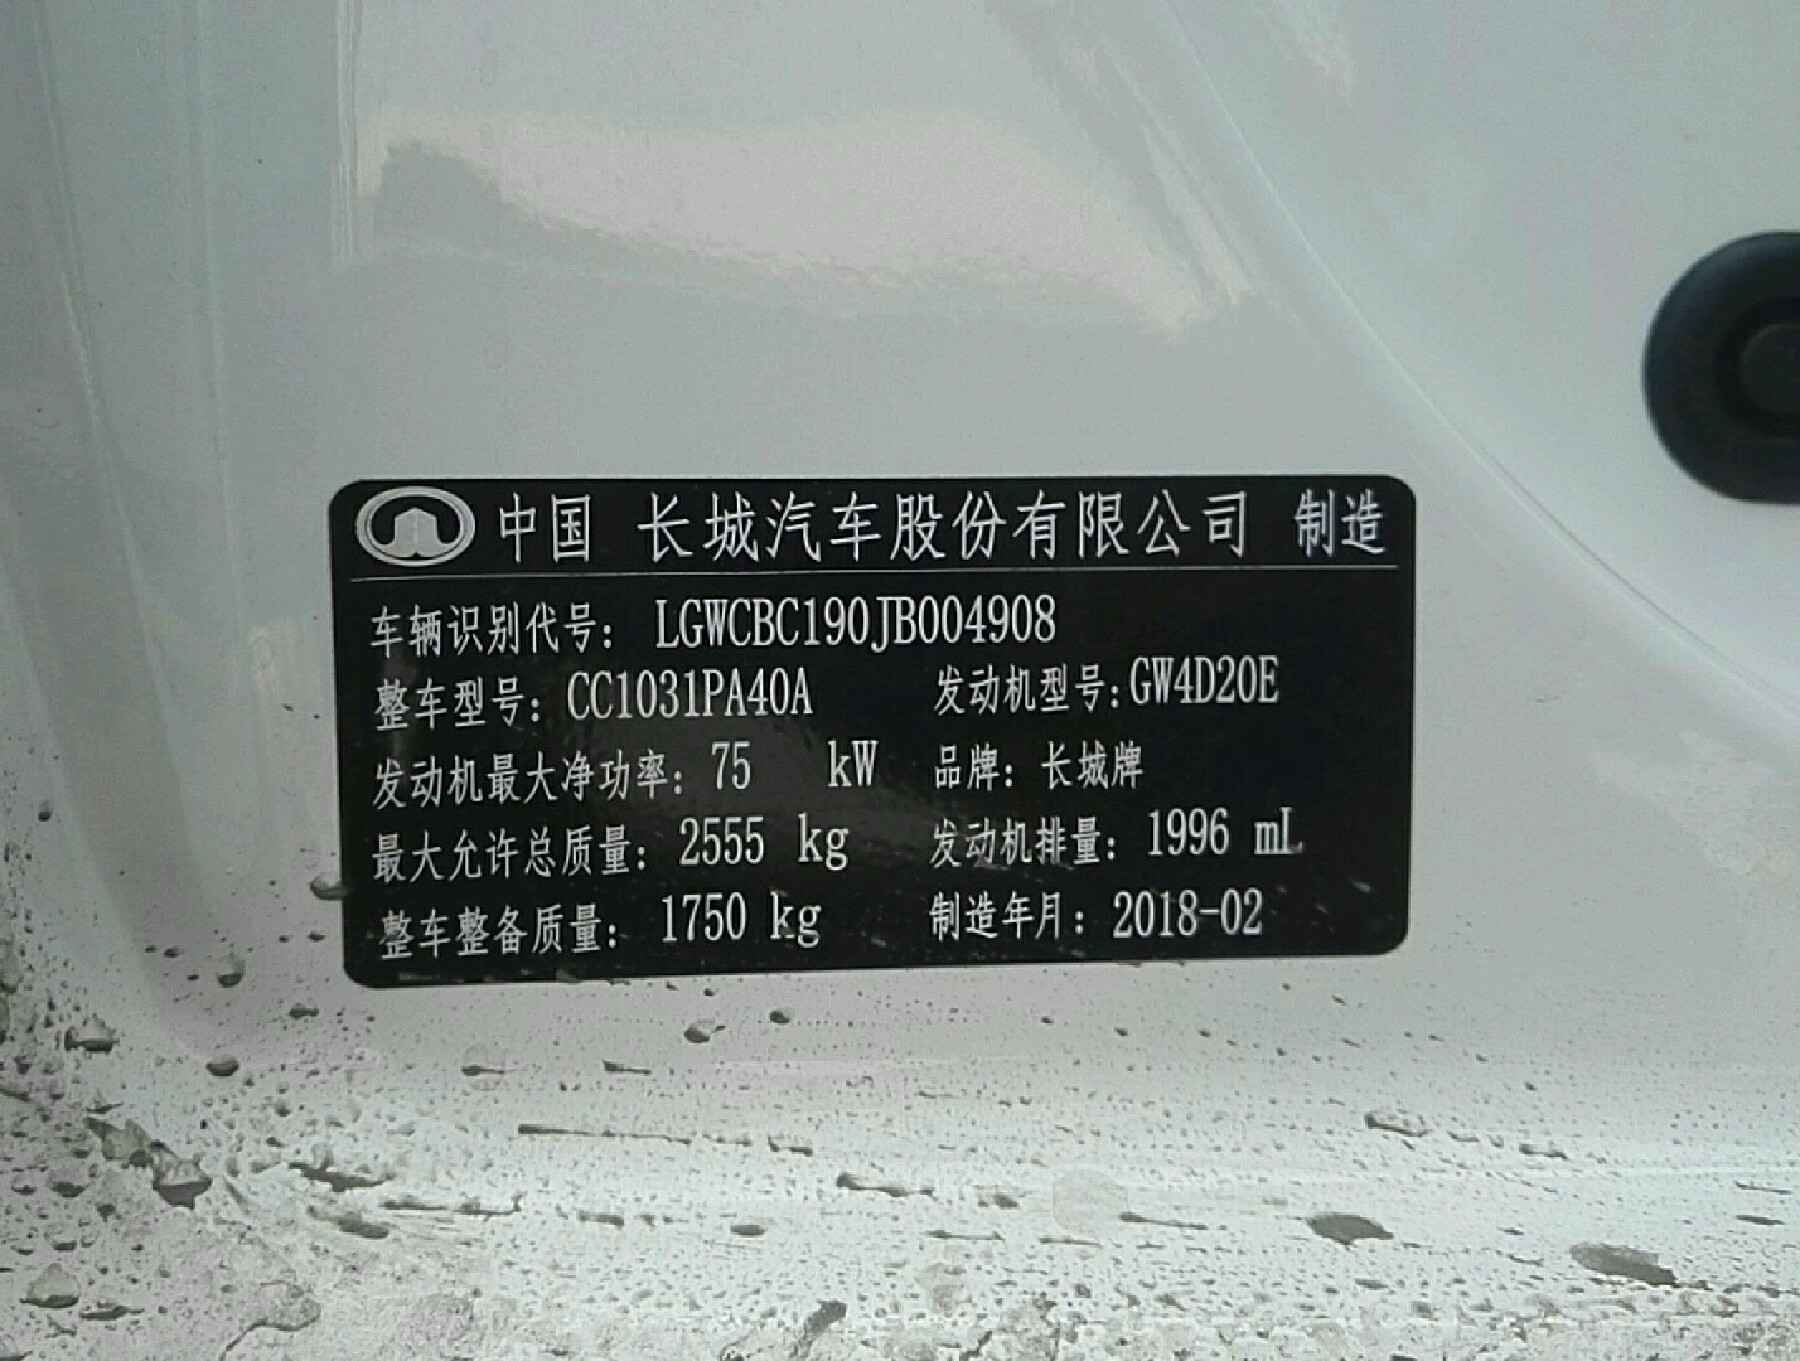 中国 长城汽车股份有限公司 制造
车辆识别代号: LGWCBC190JB004908
整车型号: CC1031PA40A 发动机型号: GW4D20E
发动机最大净功率: 75 kW 品牌: 长城牌
最大允许总质量: 2555 kg 发动机排量: 1996 mL
整车整备质量: 1750 kg 制造年月: 2018-02